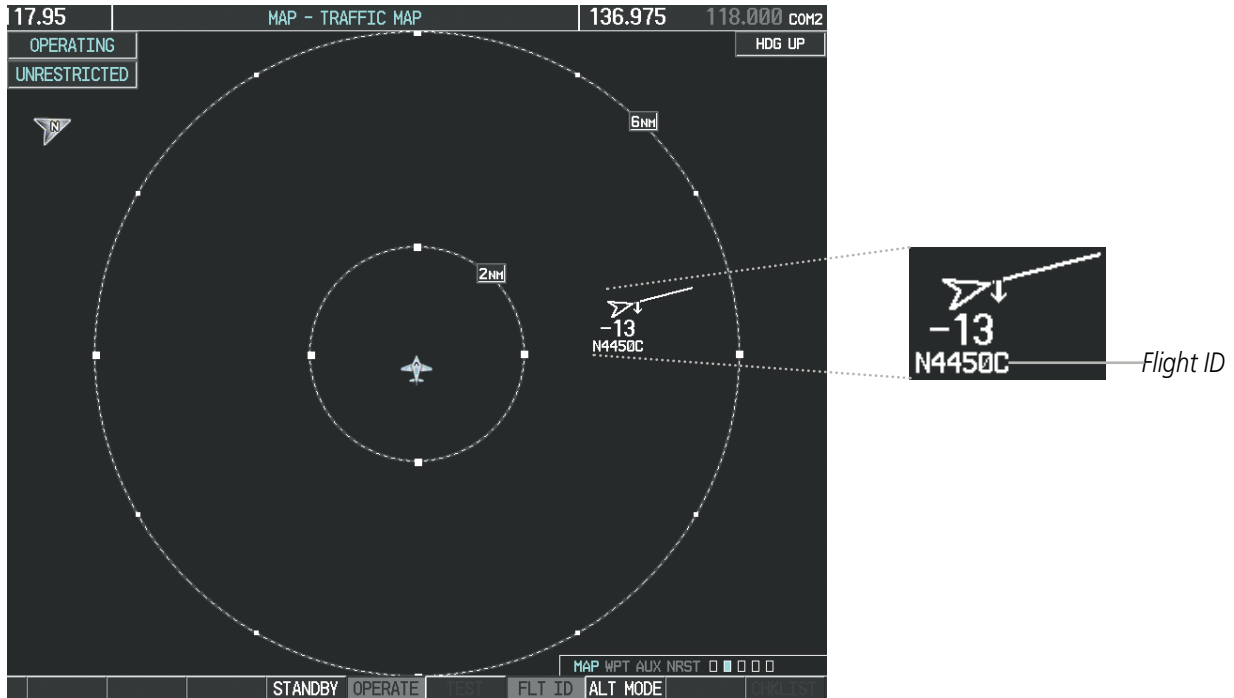 17.95 MAP - TRAFFIC MAP 136.975 118.000 COM2
OPERATING HDG UP
UNRESTRICTED
N
6NM
2NM
-13
N4450C
-13
N4450C Flight ID
MAP WPT AUX NRST
STANDBY OPERATE TEST FLT ID ALT MODE CHKLIST